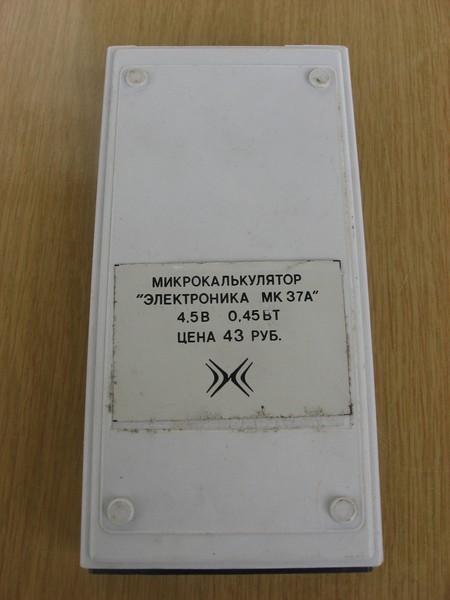 МИКРОКАЛЬКУЛЯТОР
"ЭЛЕКТРОНИКА МК 37А"
4.5В 0,45ВТ
ЦЕНА 43 РУБ.